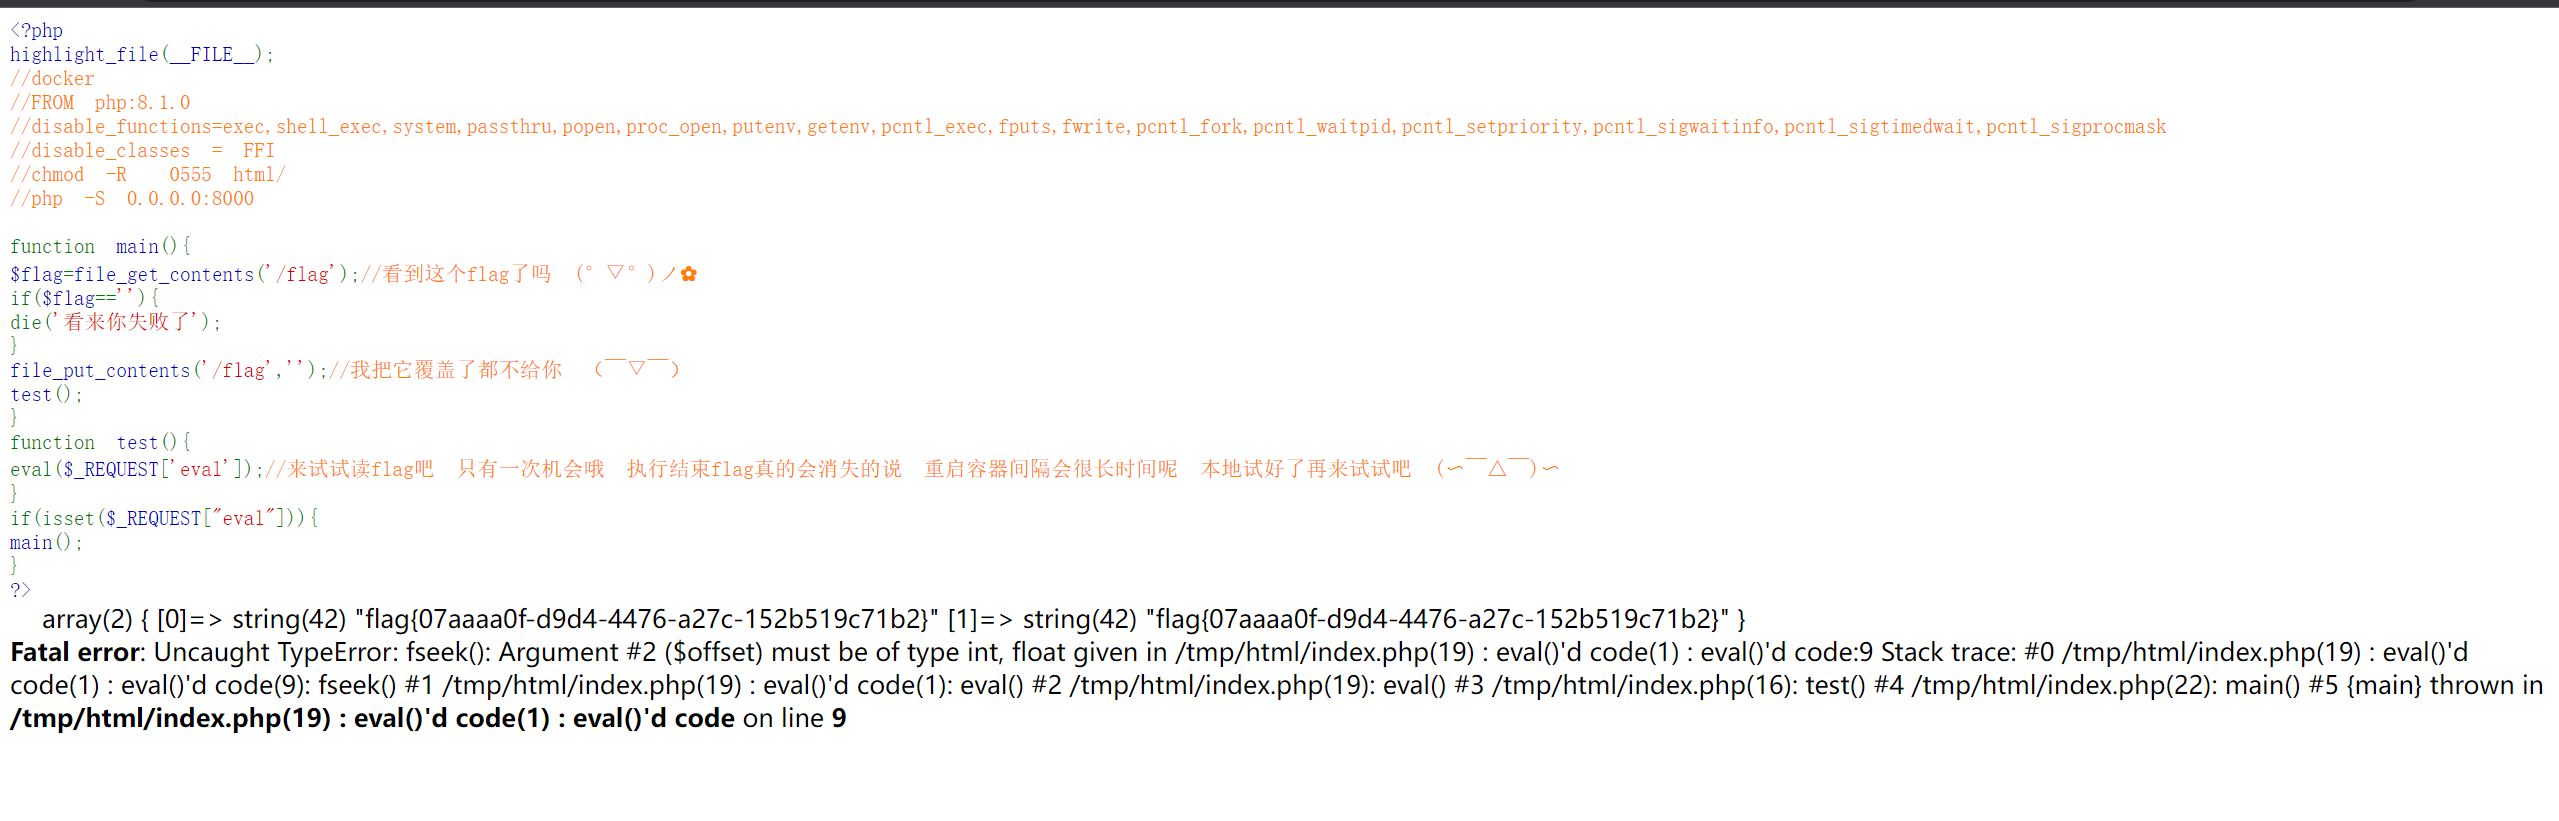 <?php
highlight_file(__FILE__);
//docker
//FROM php:8.1.0
//disable_functions=exec,shell_exec,system,passthru,popen,proc_open,putenv,getenv,pcntl_exec,fputs,fwrite,pcntl_fork,pcntl_waitpid,pcntl_setpriority,pcntl_sigwaitinfo,pcntl_sigtimedwait,pcntl_sigprocmask
//disable_classes = FFI
//chmod -R  0555 html/
//php -S 0.0.0.0:8000
function main(){
$flag=file_get_contents('/flag');//看到这个flag了吗 (°▽°)ノ✿
if($flag==''){
die('看来你失败了');
}
file_put_contents('/flag','');//我把它覆盖了都不给你 （￣▽￣）
test();
}
function test(){
eval($_REQUEST['eval']);//来试试读flag吧 只有一次机会哦 执行结束flag真的会消失的说 重启容器间隔会很长时间呢 本地试好了再来试试吧 (∽￣△￣)∽
}
if(isset($_REQUEST["eval"])){
main();
}
?>
array(2) { [0]=> string(42) "flag{07aaaa0f-d9d4-4476-a27c-152b519c71b2}" [1]=> string(42) "flag{07aaaa0f-d9d4-4476-a27c-152b519c71b2}" }
Fatal error: Uncaught TypeError: fseek(): Argument #2 ($offset) must be of type int, float given in /tmp/html/index.php(19) : eval()'d code(1) : eval()'d code:9 Stack trace: #0 /tmp/html/index.php(19) : eval()'d
code(1) : eval()'d code(9): fseek() #1 /tmp/html/index.php(19) : eval()'d code(1): eval() #2 /tmp/html/index.php(19): eval() #3 /tmp/html/index.php(16): test() #4 /tmp/html/index.php(22): main() #5 {main} thrown in
/tmp/html/index.php(19) : eval()'d code(1) : eval()'d code on line 9